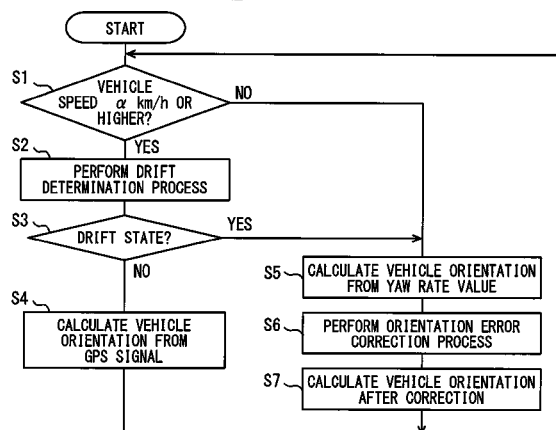 START
S1
VEHICLE
SPEED α km/h OR
HIGHER?
NO
YES
S2
PERFORM DRIFT
DETERMINATION PROCESS
S3
DRIFT STATE?
YES
NO
S4
CALCULATE VEHICLE
ORIENTATION FROM
GPS SIGNAL
S5
CALCULATE VEHICLE ORIENTATION
FROM YAW RATE VALUE
S6
PERFORM ORIENTATION ERROR
CORRECTION PROCESS
S7
CALCULATE VEHICLE ORIENTATION
AFTER CORRECTION